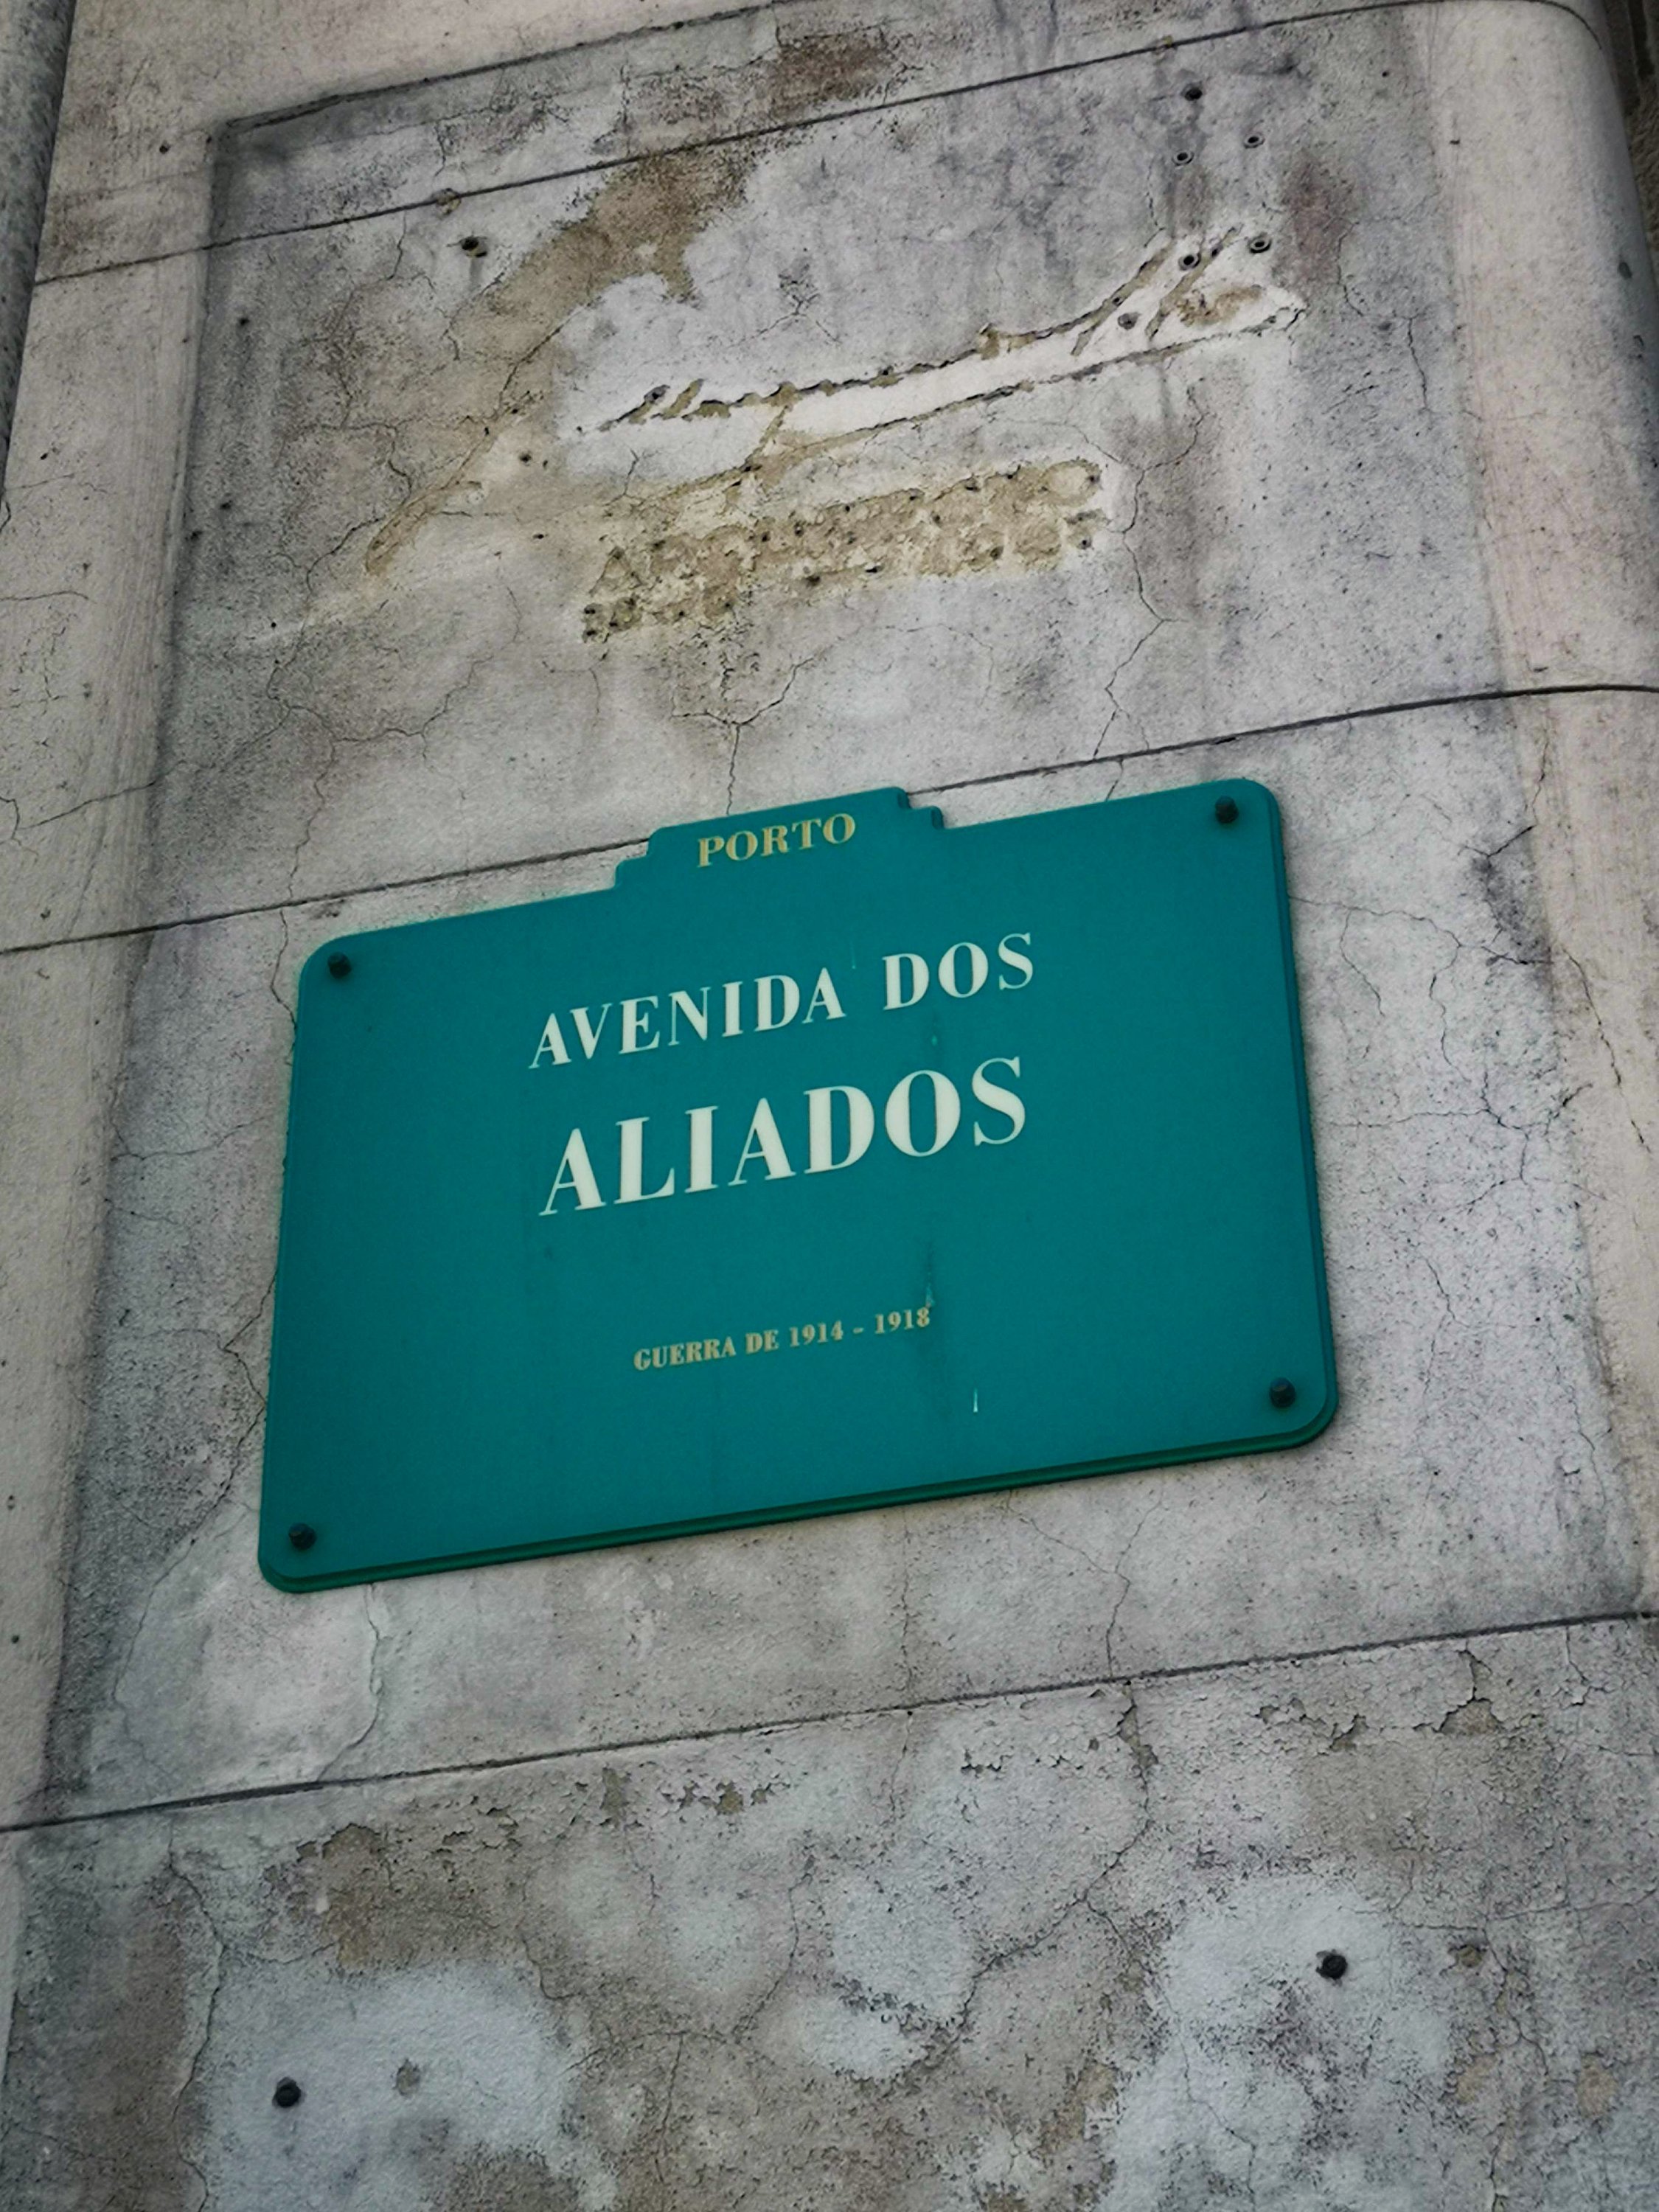 PORTO
AVENIDA DOS
ALIADOS
GUERRA DE 1914 - 1918